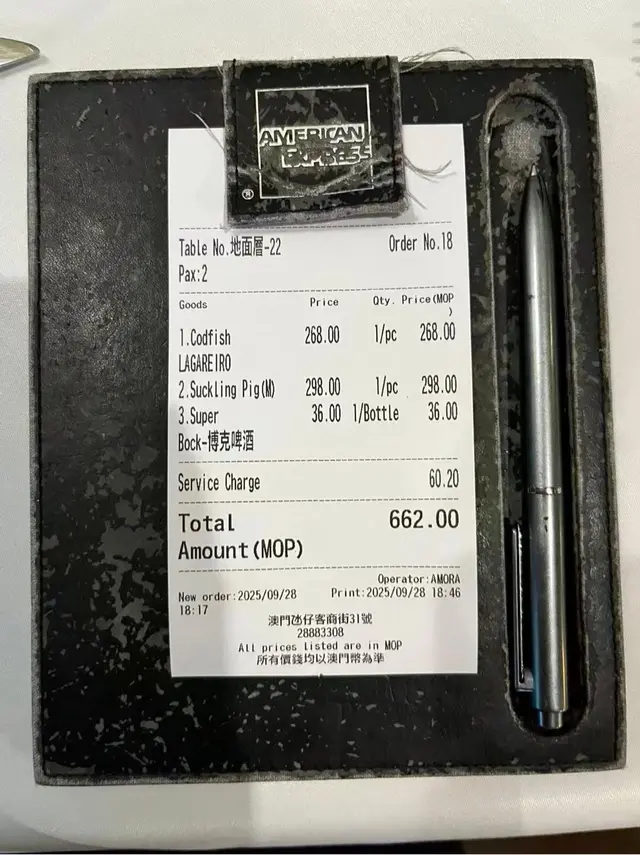 AMERICAN
EXPRESS
®
Table No.地面層-22 Order No.18
Pax:2
Goods Price Qty. Price(MOP
)
1.Codfish 268.00 1/pc 268.00
LAGAREIRO
2.Suckling Pig(M) 298.00 1/pc 298.00
3.Super 36.00 1/Bottle 36.00
Bock-博克啤酒
Service Charge 60.20
Total 662.00
Amount(MOP)
Operator:AMORA
New order:2025/09/28 Print:2025/09/28 18:46
18:17
澳門氹仔客商街31號
28883308
All prices listed are in MOP
所有價錢均以澳門幣為準